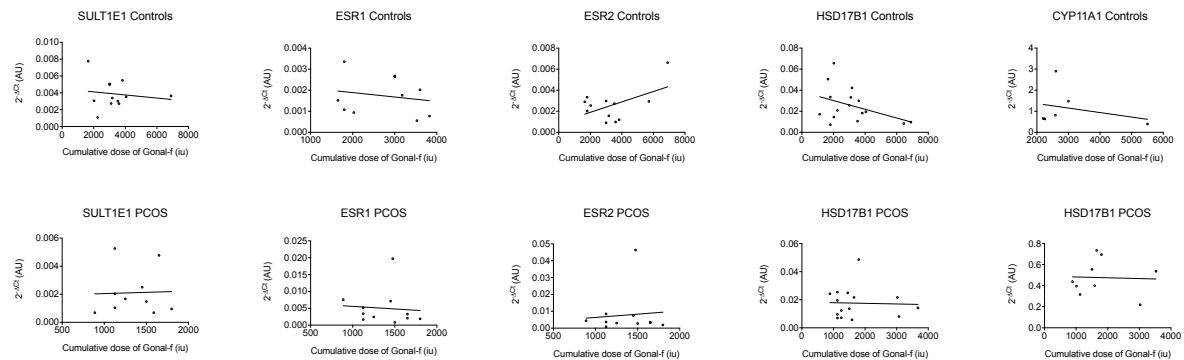 SULT1E1 Controls
ESR1 Controls
ESR2 Controls
HSD17B1 Controls
CYP11A1 Controls
2-ΔCt (AU)
0.010
0.008
0.006
0.004
0.002
0.000
0 2000 4000 6000 8000
Cumulative dose of Gonal-f (iu)
2-ΔCt (AU)
0.004
0.003
0.002
0.001
0.000
1000 2000 3000 4000
Cumulative dose of Gonal-f (iu)
2-ΔCt (AU)
0.008
0.006
0.004
0.002
0.000
0 2000 4000 6000 8000
Cumulative dose of Gonal-f (iu)
2-ΔCt (AU)
0.08
0.06
0.04
0.02
0.00
0 2000 4000 6000 8000
Cumulative dose of Gonal-f (iu)
2-ΔCt (AU)
4
3
2
1
0
2000 3000 4000 5000 6000
Cumulative dose of Gonal-f (iu)
SULT1E1 PCOS
ESR1 PCOS
ESR2 PCOS
HSD17B1 PCOS
HSD17B1 PCOS
2-ΔCt (AU)
0.006
0.004
0.002
0.000
500 1000 1500 2000
Cumulative dose of Gonal-f (iu)
2-ΔCt (AU)
0.025
0.020
0.015
0.010
0.005
0.000
500 1000 1500 2000
Cumulative dose of Gonal-f (iu)
2-ΔCt (AU)
0.05
0.04
0.03
0.02
0.01
0.00
500 1000 1500 2000
Cumulative dose of Gonal-f (iu)
2-ΔCt (AU)
0.06
0.04
0.02
0.00
0 1000 2000 3000 4000
Cumulative dose of Gonal-f (iu)
2-ΔCt (AU)
0.8
0.6
0.4
0.2
0.0
0 1000 2000 3000 4000
Cumulative dose of Gonal-f (iu)